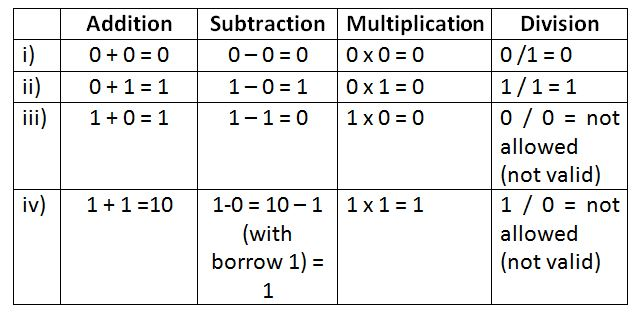 Addition Subtraction Multiplication Division
i) 0 + 0 = 0 0 – 0 = 0 0 x 0 = 0 0 /1 = 0
ii) 0 + 1 = 1 1 – 0 = 1 0 x 1 = 0 1 / 1 = 1
iii) 1 + 0 = 1 1 – 1 = 0 1 x 0 = 0 0 / 0 = not
allowed
(not valid)
iv) 1 + 1 =10 1-0 = 10 – 1 1 x 1 = 1 1 / 0 = not
(with allowed
borrow 1) = (not valid)
1